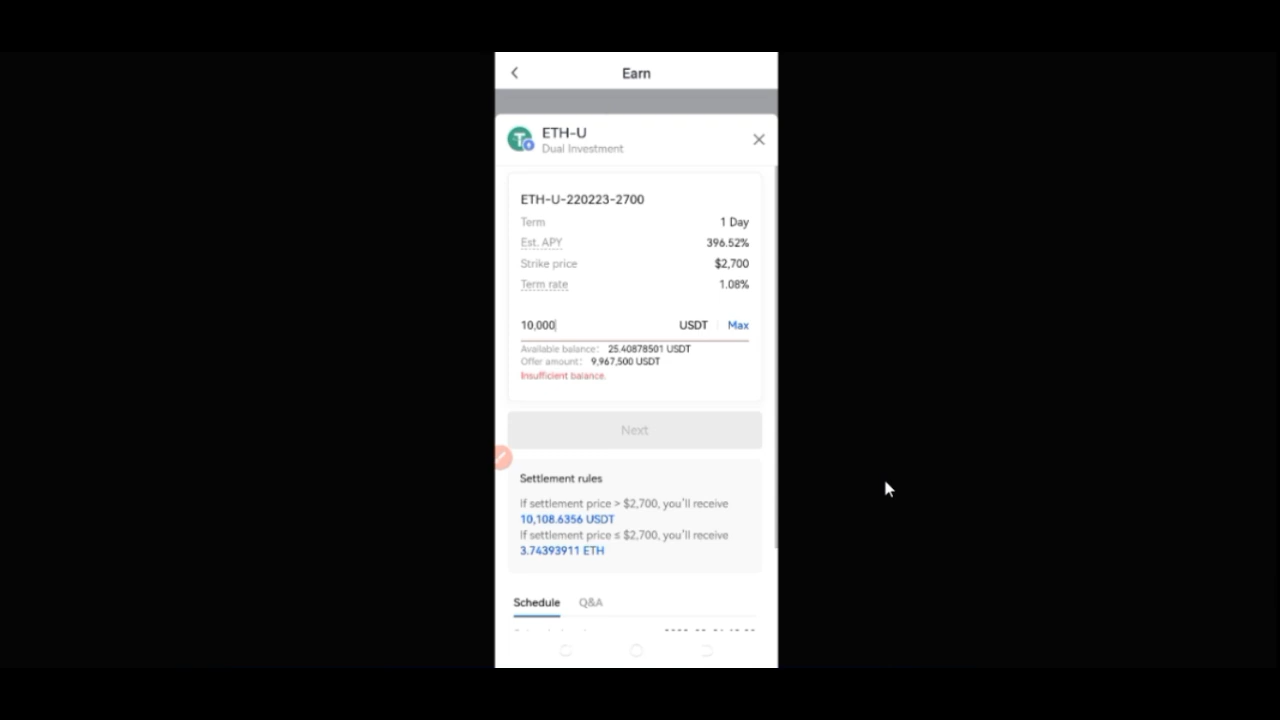 Earn
ETH-U
Dual Investment
ETH-U-220223-2700
Term 1 Day
Est. APY 396.52%
Strike price $2,700
Term rate 1.08%
10,000 USDT Max
Available balance: 25.40878501 USDT
Offer amount: 9,967,500 USDT
Insufficient balance.
Next
Settlement rules
If settlement price > $2,700, you'll receive
10,108.6356 USDT
If settlement price ≤ $2,700, you'll receive
3.74393911 ETH
Schedule Q&A